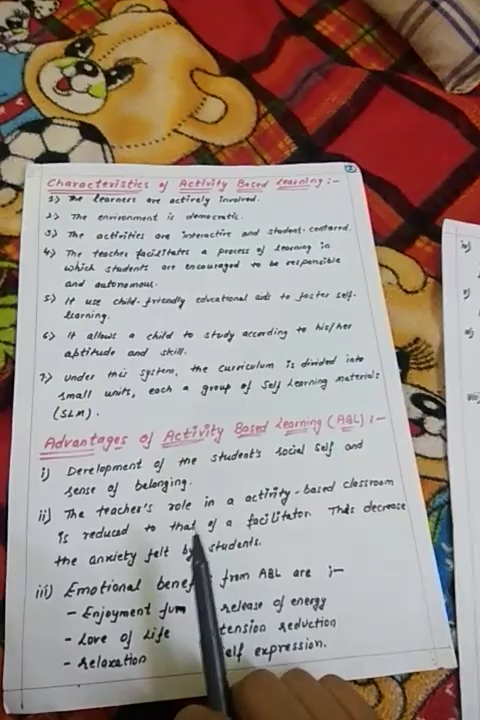 Characteristics of Activity Based Learning :-
1) The learners are actively involved.
2) The environment is democratic.
3) The activities are interactive and student-centared.
4) The teacher facilitates a process of learning in
which students are encouraged to be responsible
and autonomous.
5) It use child-friendly educational aids to foster self-
learning.
6) It allows a child to study according to his/her
aptitude and skill.
7) Under this system, the curriculum is divided into
small units, each a group of Self Learning materials
(SLM).
Advantages of Activity Based Learning (ABL) :-
i) Development of the student's social self and
sense of belonging.
ii) The teacher's role in a activity-based classroom
is reduced to that of a facilitator. This decrease
the anxiety felt by students.
iii) Emotional from ABL are :-
- Enjoyment release of energy
- Love of Life tension reduction
- relaxation expression.